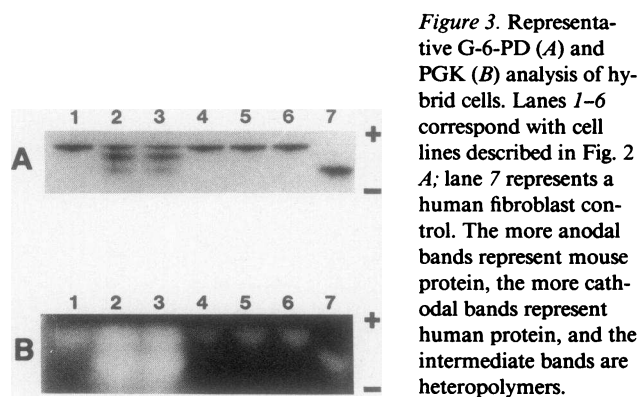 Figure 3. Representa-
tive G-6-PD (A) and
PGK (B) analysis of hy-
brid cells. Lanes 1–6
correspond with cell
lines described in Fig. 2
A; lane 7 represents a
human fibroblast con-
trol. The more anodal
bands represent mouse
protein, the more cath-
odal bands represent
human protein, and the
intermediate bands are
heteropolymers.
1 2 3 4 5 6 7
+
A
−
1 2 3 4 5 6 7
+
B
−